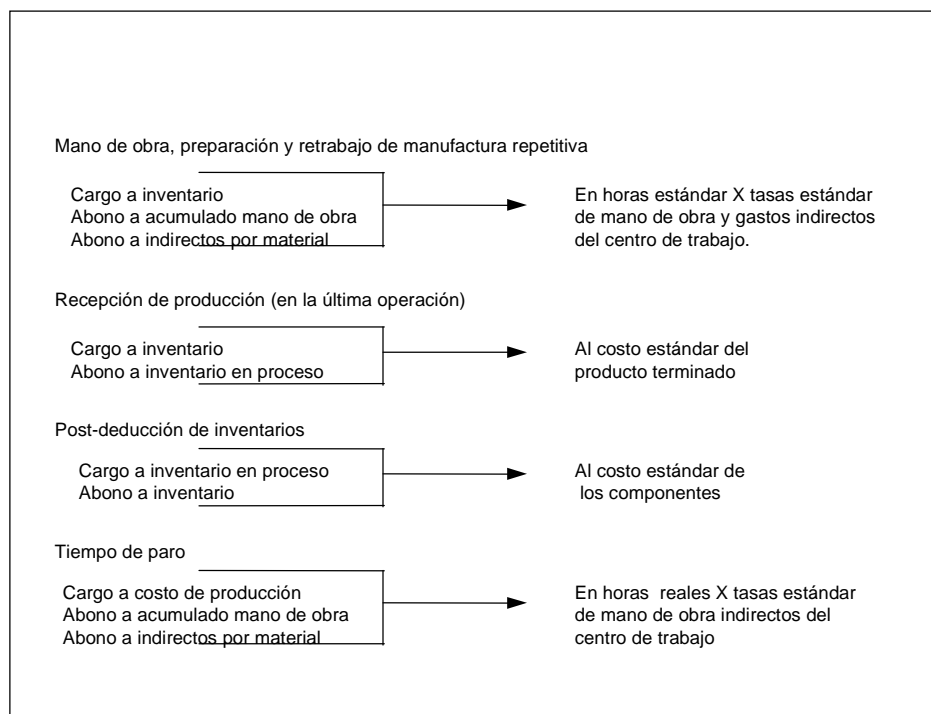 Mano de obra, preparación y retrabajo de manufactura repetitiva
Cargo a inventario
Abono a acumulado mano de obra
Abono a indirectos por material
En horas estándar X tasas estándar
de mano de obra y gastos indirectos
del centro de trabajo.
Recepción de producción (en la última operación)
Cargo a inventario
Abono a inventario en proceso
Al costo estándar del
producto terminado
Post-deducción de inventarios
Cargo a inventario en proceso
Abono a inventario
Al costo estándar de
los componentes
Tiempo de paro
Cargo a costo de producción
Abono a acumulado mano de obra
Abono a indirectos por material
En horas reales X tasas estándar
de mano de obra indirectos del
centro de trabajo